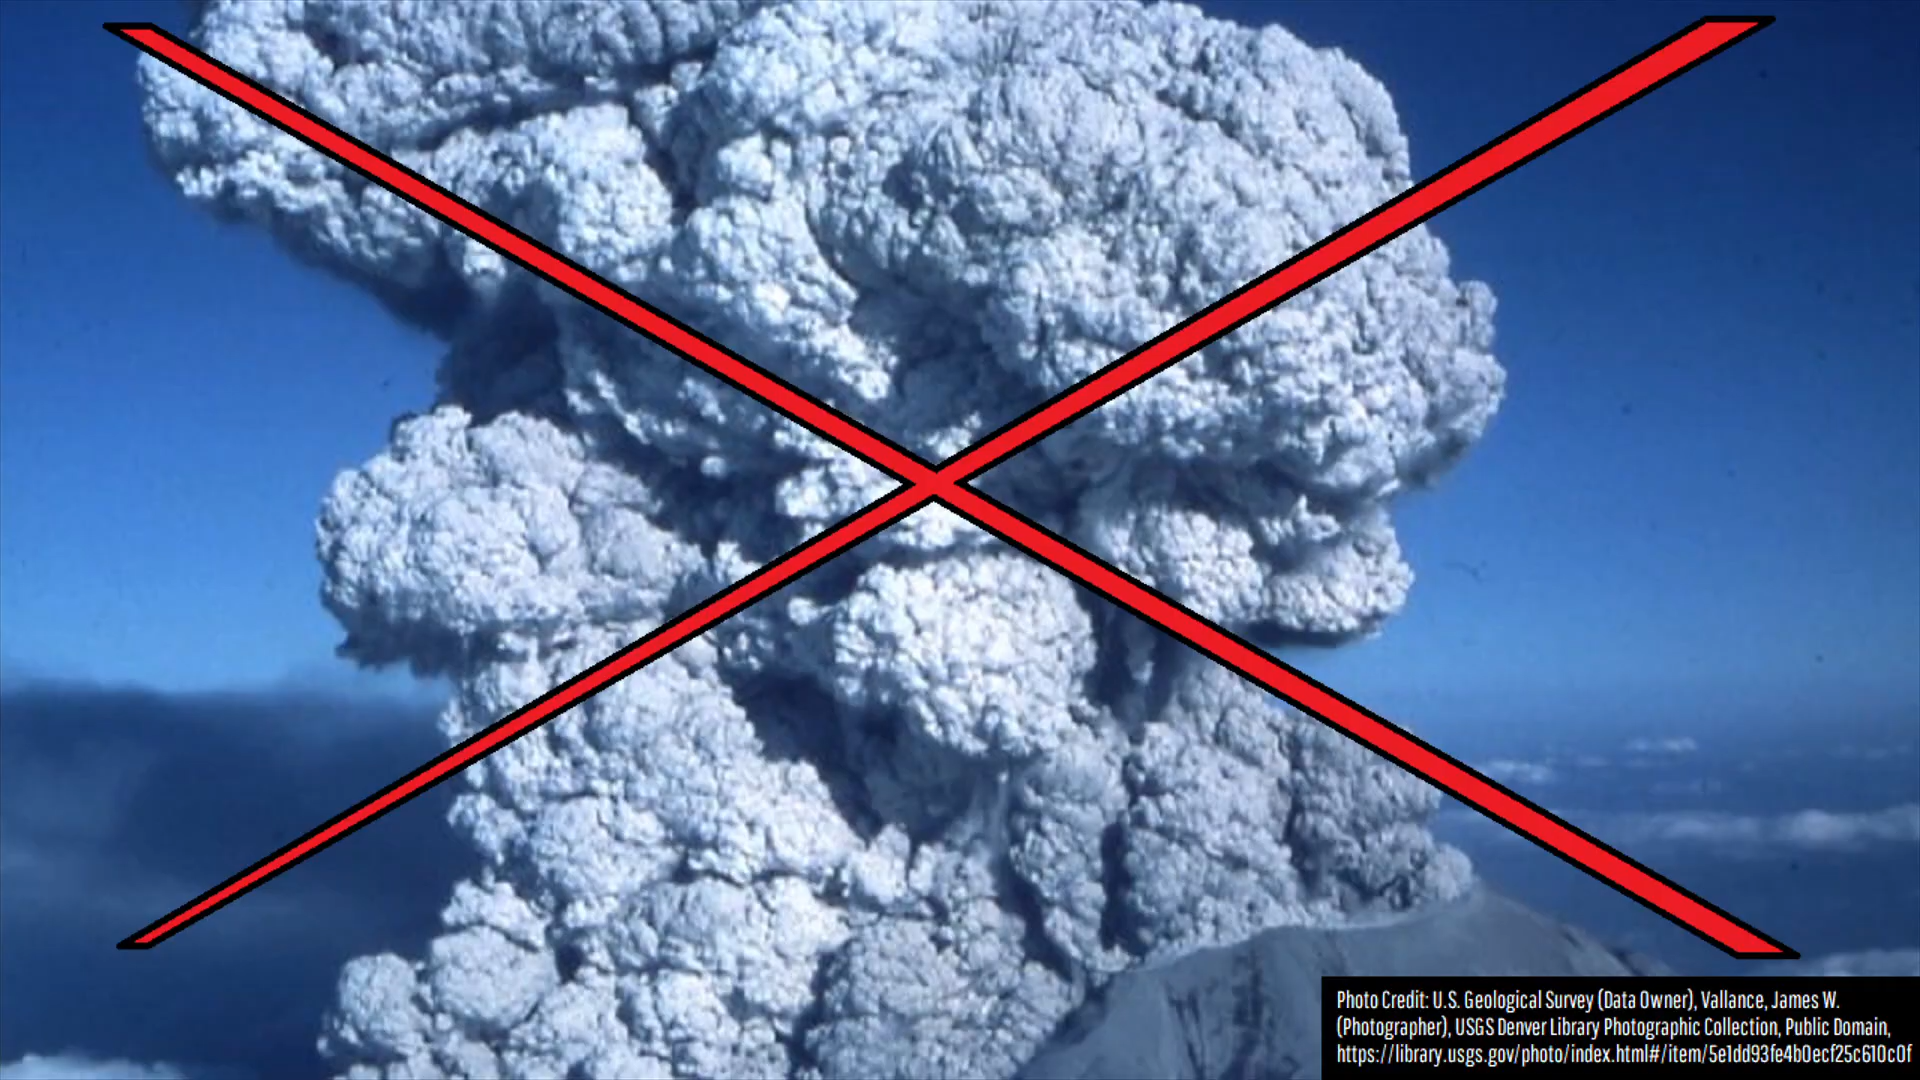 Photo Credit: U.S. Geological Survey (Data Owner), Vallance, James W.
(Photographer), USGS Denver Library Photographic Collection, Public Domain,
https://library.usgs.gov/photo/index.html#/item/5e1dd93fe4b0ecf25c610c0f